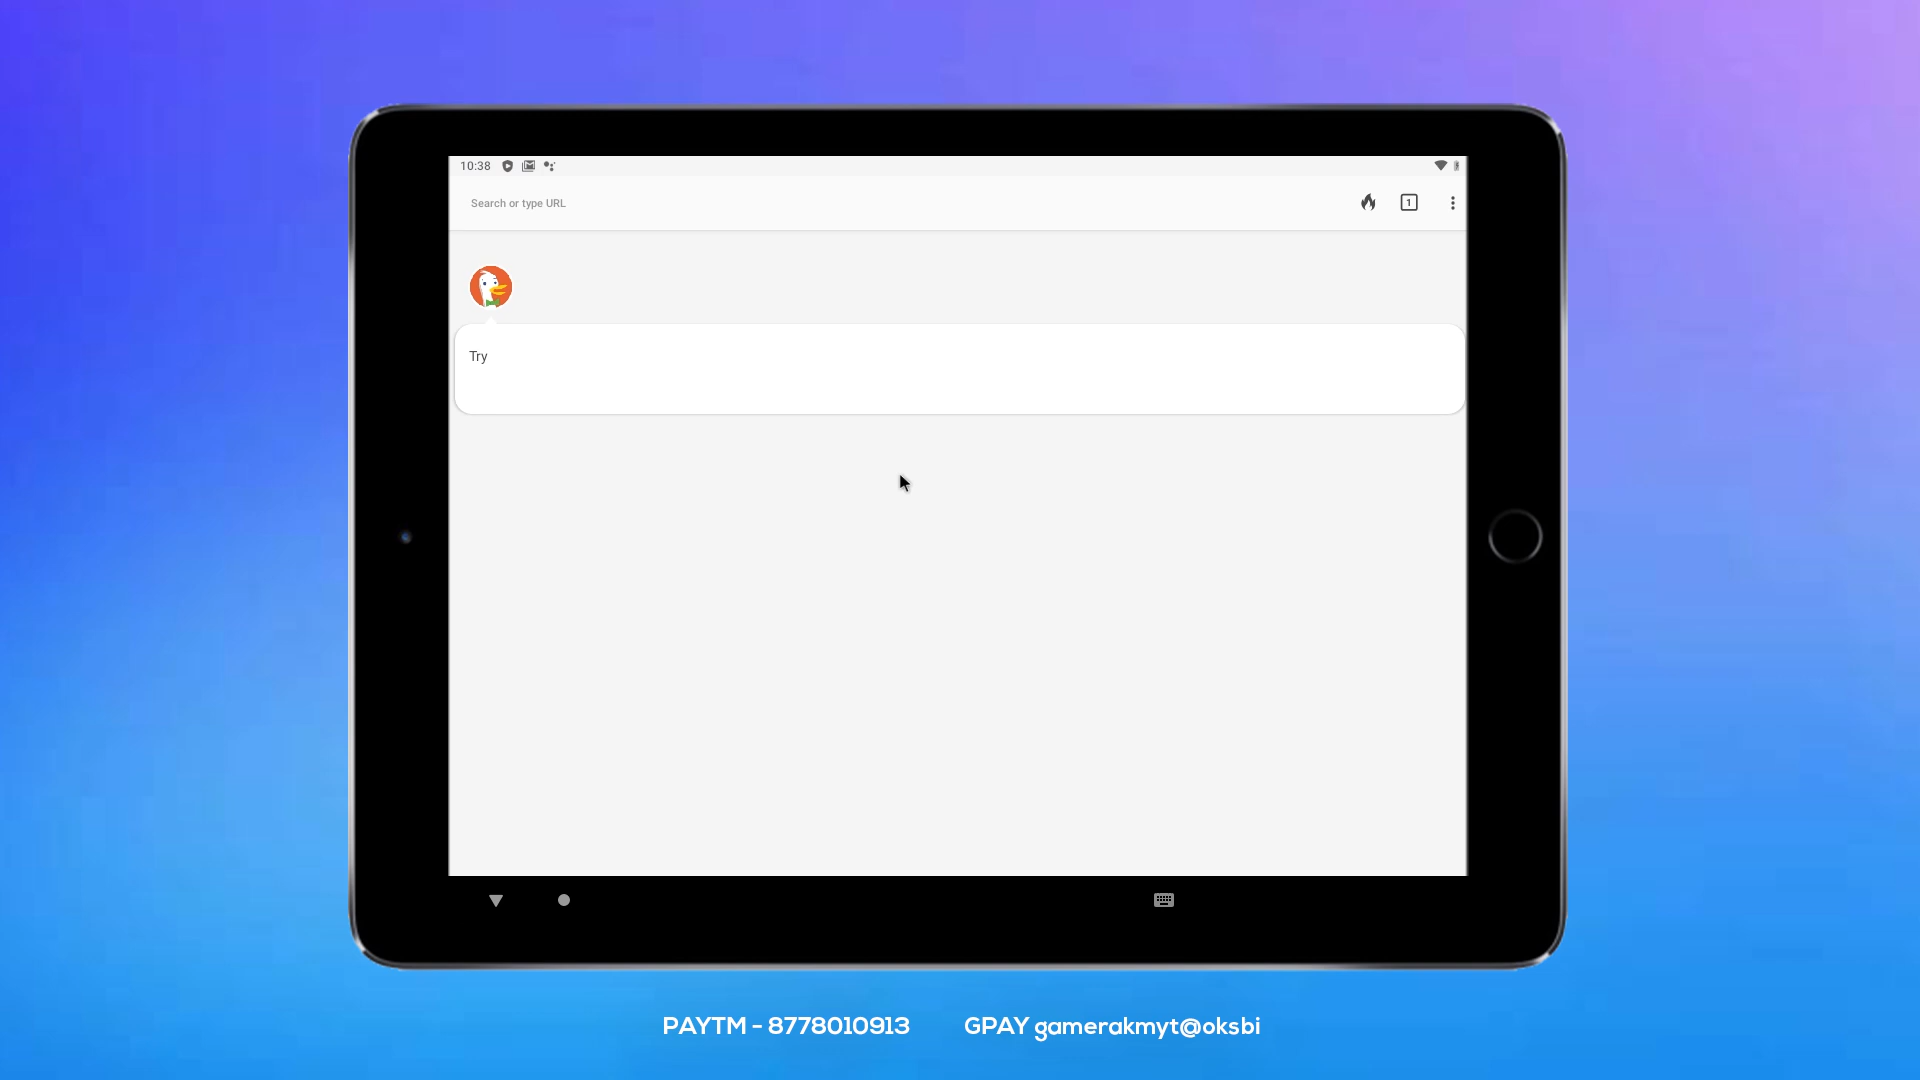 10:38
Search or type URL
1
Try
PAYTM - 8778010913 GPAY gamerakmyt@oksbi